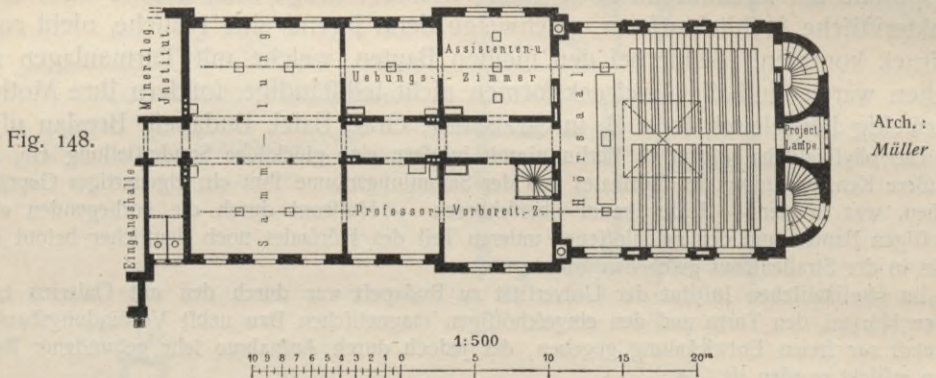 Fig. 148.
Mineralog.
Institut.
Eingangshalle
Sammlung
Uebungs-
Assistenten-u.
Zimmer
Professor-
Vorbereit.-Z.
Hörsaal
Project.-
Lampe.
Arch.:
Müller
1:500
10 9 8 7 6 5 4 3 2 1 0 5 10 15 20m